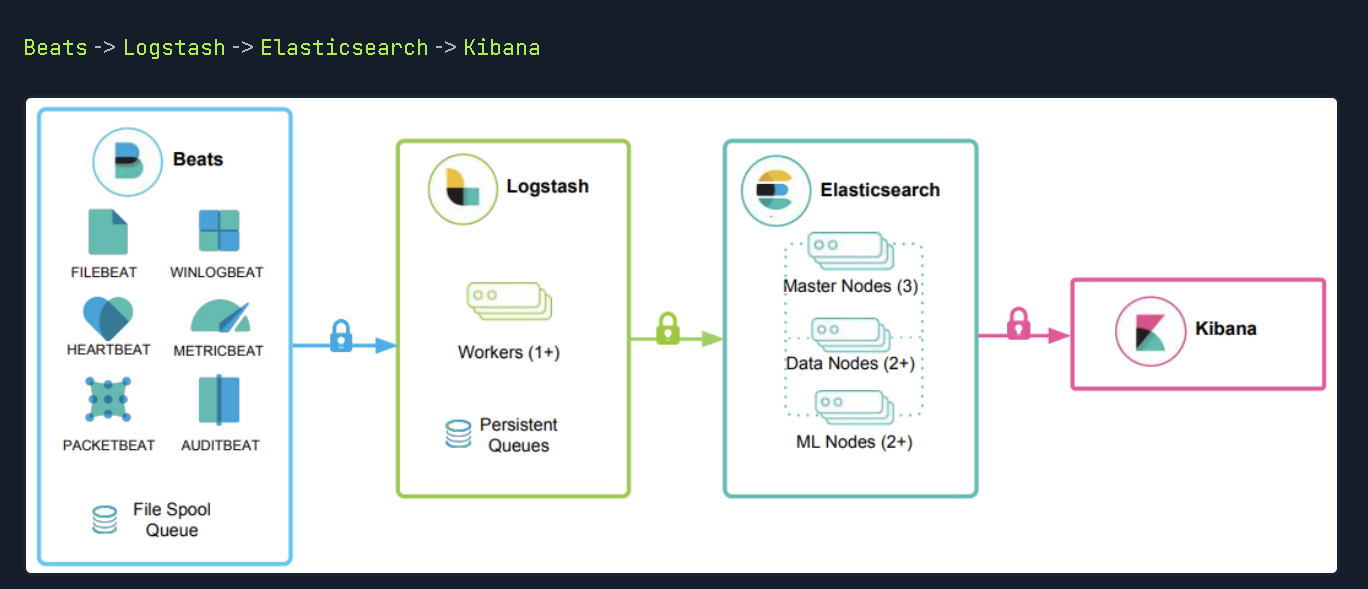 Beats -> Logstash -> Elasticsearch -> Kibana
Beats
FILEBEAT
WINLOGBEAT
HEARTBEAT
METRICBEAT
PACKETBEAT
AUDITBEAT
File Spool
Queue
Logstash
Workers (1+)
Persistent
Queues
Elasticsearch
Master Nodes (3)
Data Nodes (2+)
ML Nodes (2+)
Kibana